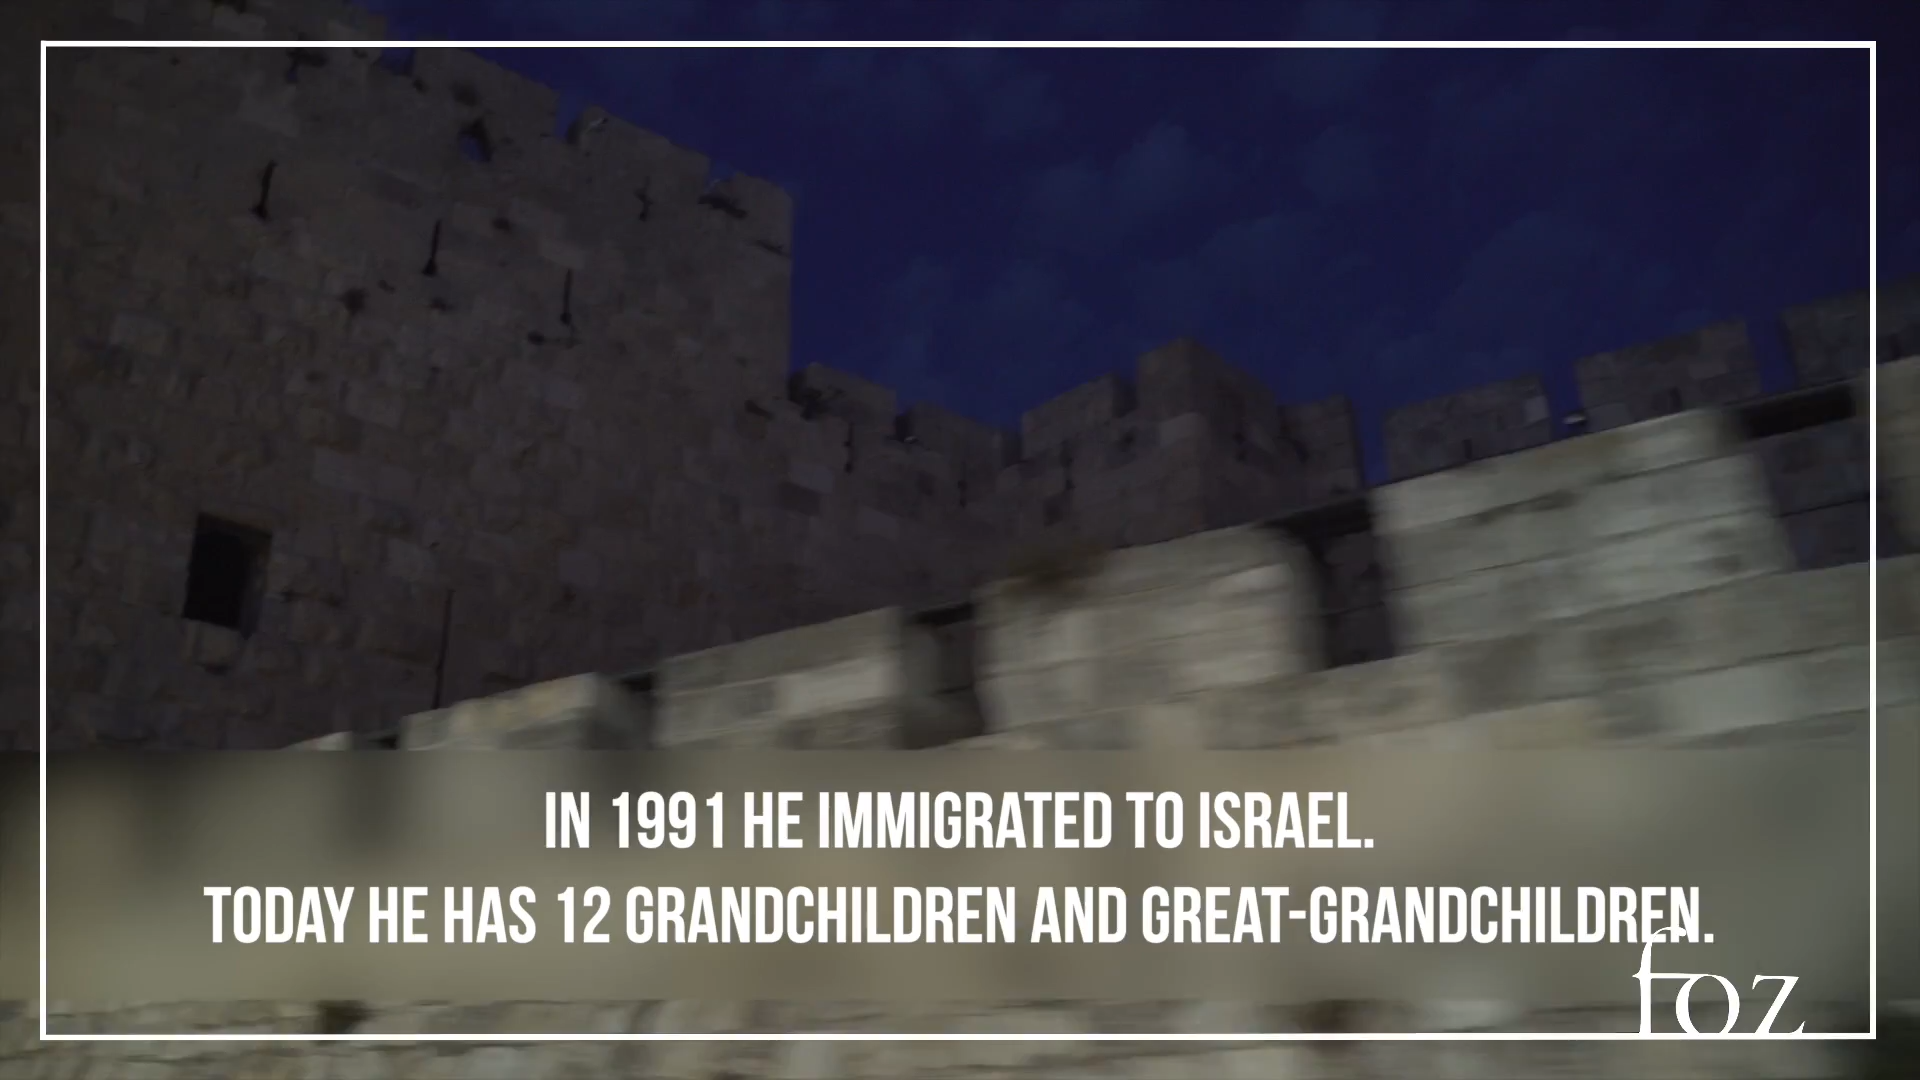 IN 1991 HE IMMIGRATED TO ISRAEL.
TODAY HE HAS 12 GRANDCHILDREN AND GREAT-GRANDCHILDREN.
foz